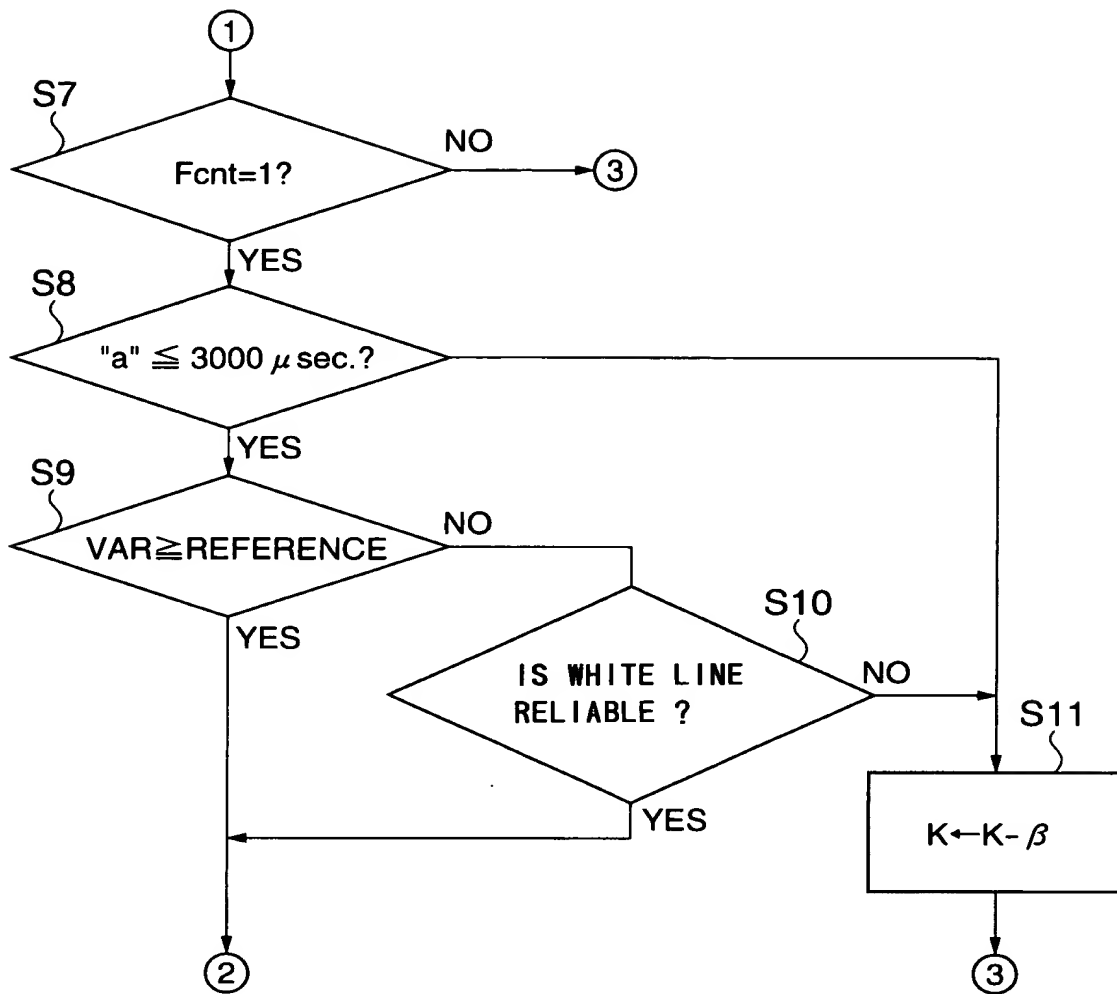 1
S7
Fcnt=1?
NO
3
YES
S8
"a" ≦ 3000 μ sec.?
YES
S9
VAR≧REFERENCE
NO
YES
S10
IS WHITE LINE
RELIABLE ?
NO
YES
S11
K←K- β
2
3